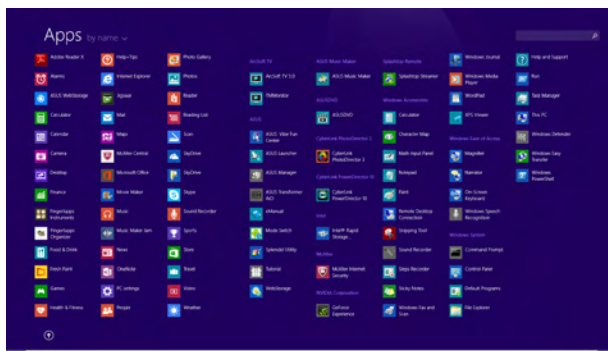 Apps by name
Adobe Reader X
Alarms
ASUS WebStorage
Calculator
Calendar
Camera
Desktop
Finance
Fingertapps Instruments
Fingertapps Organizer
Food & Drink
Fresh Paint
Games
Health & Fitness
Help+Tips
Internet Explorer
Mail
Maps
McAfee Central
Microsoft Office
Movie Maker
Music
Music Maker Jam
News
OneNote
PC settings
People
Photo Gallery
Photos
Reader
Reading List
Scan
SkyDrive
SkyDrive
Skype
Sound Recorder
Sports
Store
Travel
Video
Weather
ArcSoft TV
ArcSoft TV 5.0
TMMonitor
ASUS
ASUS Vibe Fun Center
ASUS Launcher
ASUS Manager
ASUS Transformer AiO
eManual
Mode Switch
Splendid Utility
Tutorial
WebStorage
ASUS Music Maker
ASUS Music Maker
ASUSDVD
ASUSDVD
CyberLink PhotoDirector 3
CyberLink PhotoDirector 3
CyberLink PowerDirector 10
CyberLink PowerDirector 10
Intel
Intel® Rapid Storage...
McAfee
McAfee Internet Security
NVIDIA Corporation
GeForce Experience
Splashtop Remote
Splashtop Streamer
Windows Accessories
Calculator
Character Map
Math Input Panel
Notepad
Paint
Remote Desktop Connection
Snipping Tool
Sound Recorder
Steps Recorder
Sticky Notes
Windows Fax and Scan
Windows Journal
Windows Media Player
WordPad
XPS Viewer
Windows Ease of Access
Magnifier
Narrator
On-Screen Keyboard
Windows Speech Recognition
Windows System
Command Prompt
Control Panel
Default Programs
File Explorer
Help and Support
Run
Task Manager
This PC
Windows Defender
Windows Easy Transfer
Windows PowerShell